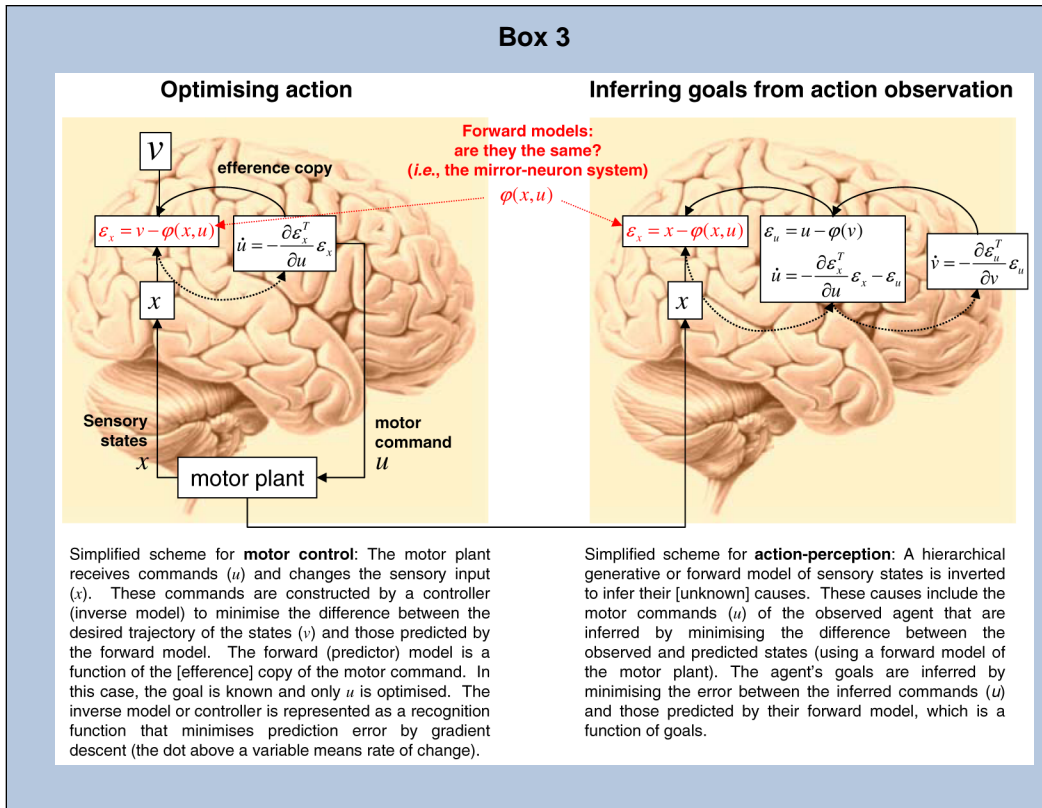 Box 3
Optimising action
Inferring goals from action observation
v
efference copy
Forward models:
are they the same?
(i.e., the mirror-neuron system)
φ(x,u)
εₓ = v − φ(x,u)
u̇ = −∂εₓᵀ/∂u εₓ
x
Sensory
states
x
motor
command
u
motor plant
εₓ = x − φ(x,u)
εᵤ = u − φ(v)
u̇ = −∂εₓᵀ/∂u εₓ − εᵤ
v̇ = −∂εᵤᵀ/∂v εᵤ
x
Simplified scheme for motor control: The motor plant
receives commands (u) and changes the sensory input
(x). These commands are constructed by a controller
(inverse model) to minimise the difference between the
desired trajectory of the states (v) and those predicted by
the forward model. The forward (predictor) model is a
function of the [efference] copy of the motor command. In
this case, the goal is known and only u is optimised. The
inverse model or controller is represented as a recognition
function that minimises prediction error by gradient
descent (the dot above a variable means rate of change).
Simplified scheme for action-perception: A hierarchical
generative or forward model of sensory states is inverted
to infer their [unknown] causes. These causes include the
motor commands (u) of the observed agent that are
inferred by minimising the difference between the
observed and predicted states (using a forward model of
the motor plant). The agent's goals are inferred by
minimising the error between the inferred commands (u)
and those predicted by their forward model, which is a
function of goals.